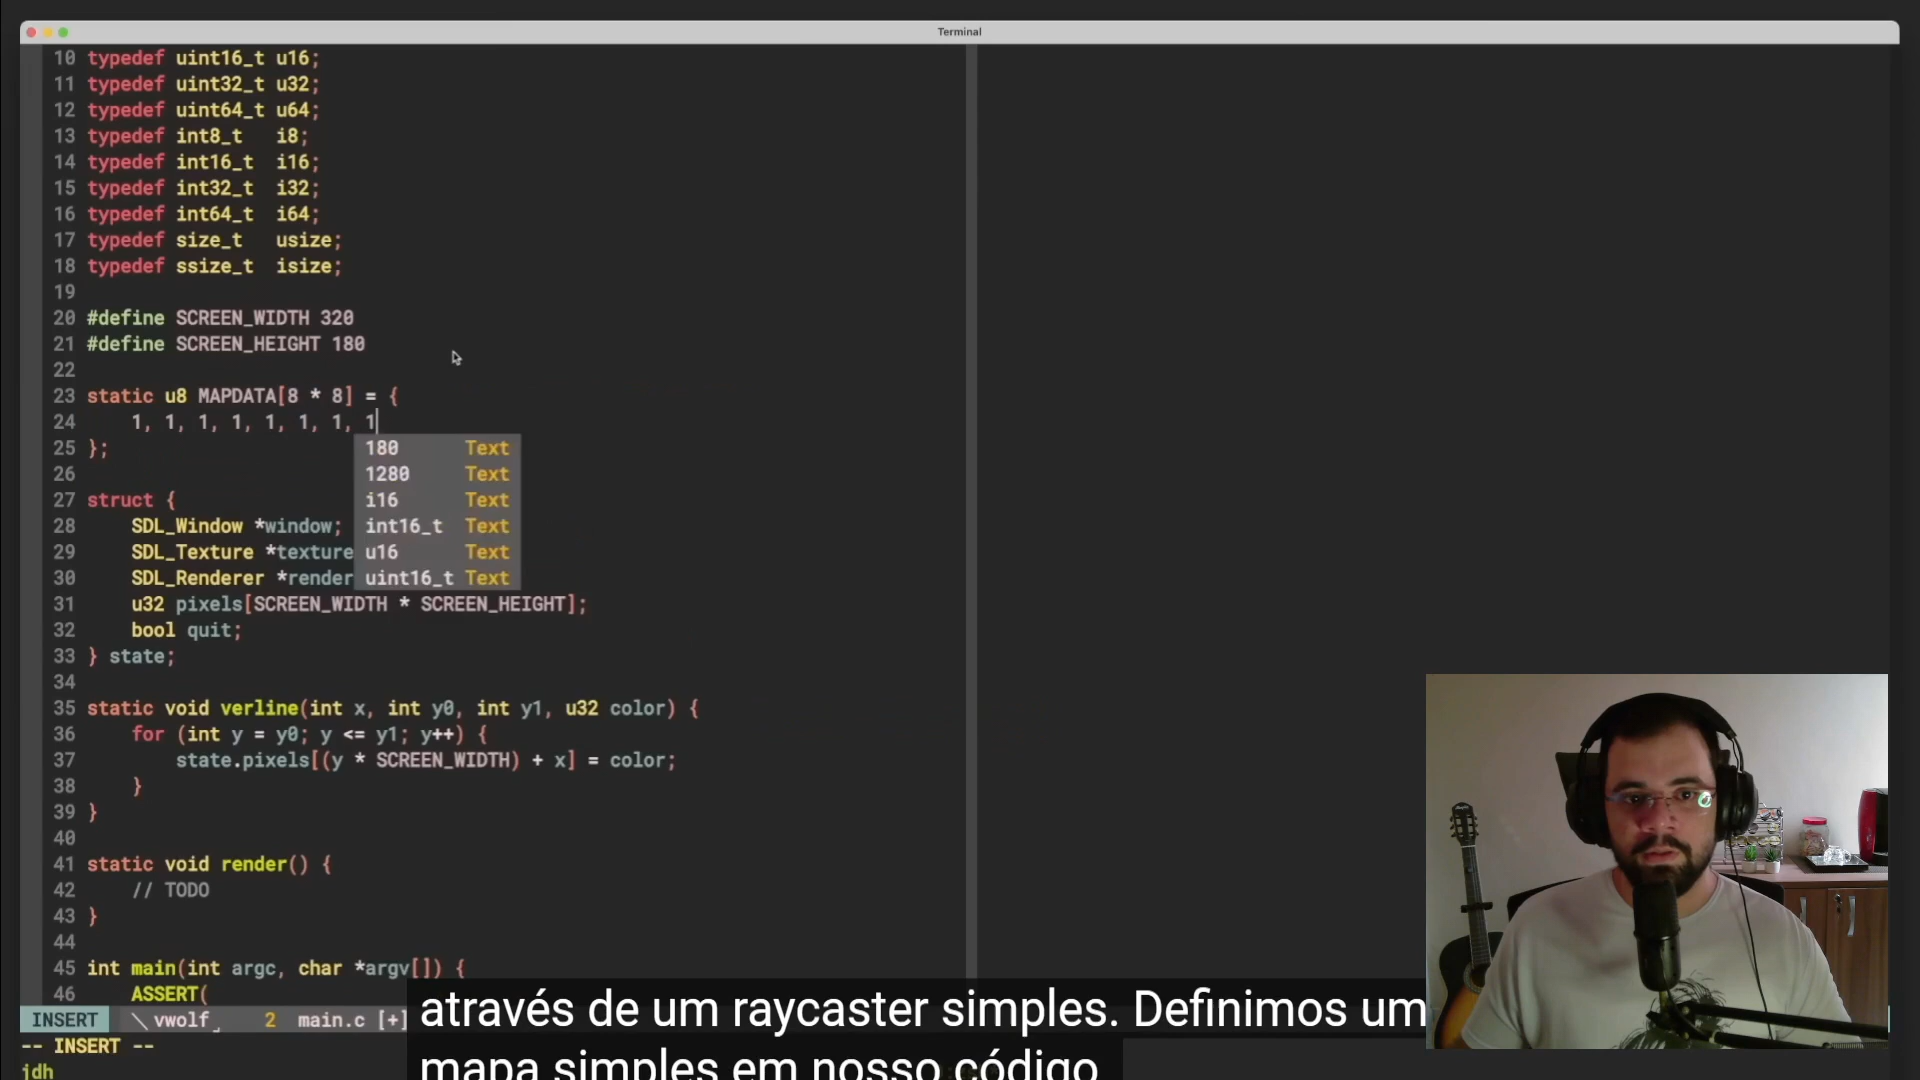 Terminal
10 typedef uint16_t u16;
11 typedef uint32_t u32;
12 typedef uint64_t u64;
13 typedef int8_t   i8;
14 typedef int16_t  i16;
15 typedef int32_t  i32;
16 typedef int64_t  i64;
17 typedef size_t   usize;
18 typedef ssize_t  isize;
19
20 #define SCREEN_WIDTH 320
21 #define SCREEN_HEIGHT 180
22
23 static u8 MAPDATA[8 * 8] = {
24     1, 1, 1, 1, 1, 1, 1, 1
25 };
180 Text
26
1280 Text
27 struct {
i16 Text
28     SDL_Window *window;
int16_t Text
29     SDL_Texture *texture
u16 Text
30     SDL_Renderer *render
uint16_t Text
31     u32 pixels[SCREEN_WIDTH * SCREEN_HEIGHT];
32     bool quit;
33 } state;
34
35 static void verline(int x, int y0, int y1, u32 color) {
36     for (int y = y0; y <= y1; y++) {
37         state.pixels[(y * SCREEN_WIDTH) + x] = color;
38     }
39 }
40
41 static void render() {
42     // TODO
43 }
44
45 int main(int argc, char *argv[]) {
46     ASSERT(
INSERT vwolf 2 main.c [+]
-- INSERT --
jdh
através de um raycaster simples. Definimos um
mapa simples em nosso código